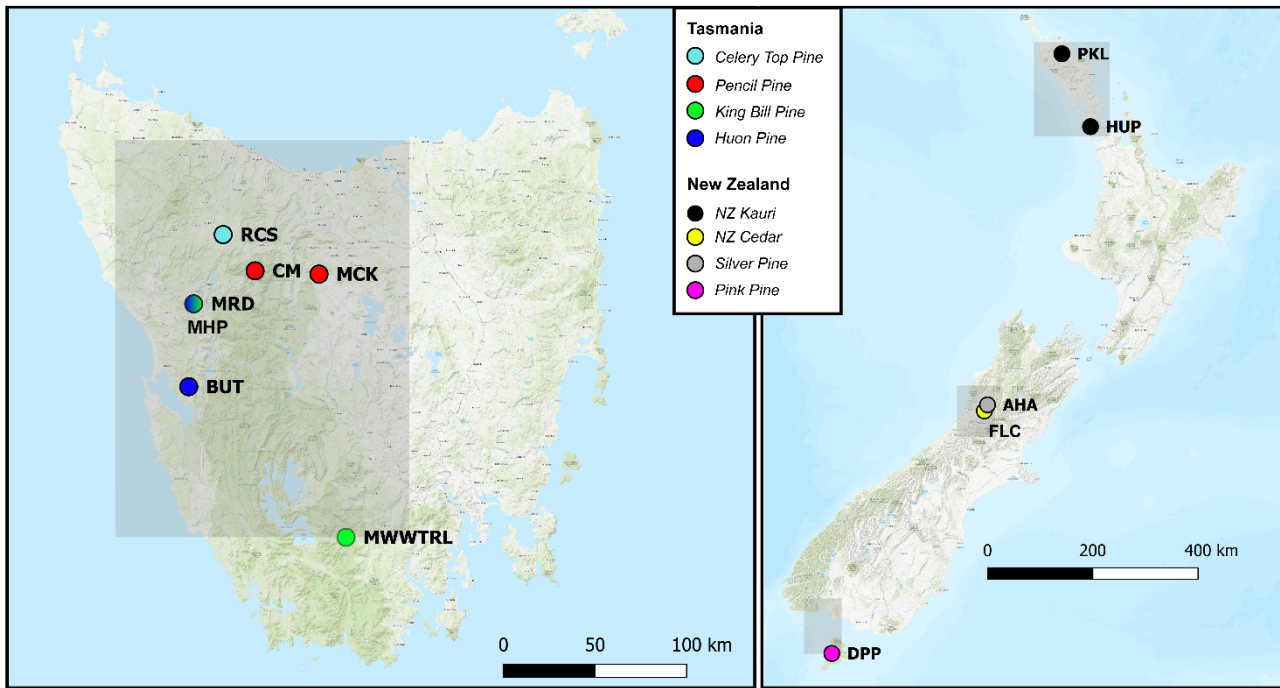 RCS
CM
MCK
MRD
MHP
BUT
MWWTRL
0 50 100 km
Tasmania
Celery Top Pine
Pencil Pine
King Bill Pine
Huon Pine
New Zealand
NZ Kauri
NZ Cedar
Silver Pine
Pink Pine
PKL
HUP
AHA
FLC
0 200 400 km
DPP